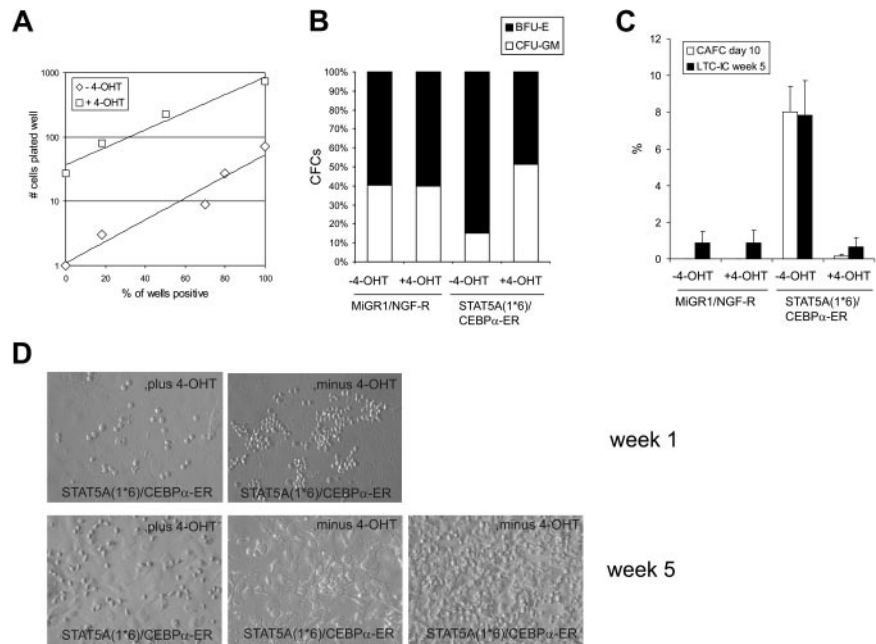 A
1000
100
10
1
# cells plated well
- 4-OHT
+ 4-OHT
0 20 40 60 80 100
% of wells positive
B
BFU-E
CFU-GM
100%
90%
80%
70%
60%
50%
40%
30%
20%
10%
0%
CFCs
-4-OHT +4-OHT -4-OHT +4-OHT
MiGR1/NGF-R STAT5A(1*6)/
CEBPα-ER
C
CAFC day 10
LTC-IC week 5
12
10
8
6
4
2
0
%
-4-OHT +4-OHT -4-OHT +4-OHT
MiGR1/NGF-R STAT5A(1*6)/
CEBPα-ER
D
,plus 4-OHT
STAT5A(1*6)/CEBPα-ER
,minus 4-OHT
STAT5A(1*6)/CEBPα-ER
week 1
,plus 4-OHT
STAT5A(1*6)/CEBPα-ER
,minus 4-OHT
STAT5A(1*6)/CEBPα-ER
,minus 4-OHT
STAT5A(1*6)/CEBPα-ER
week 5